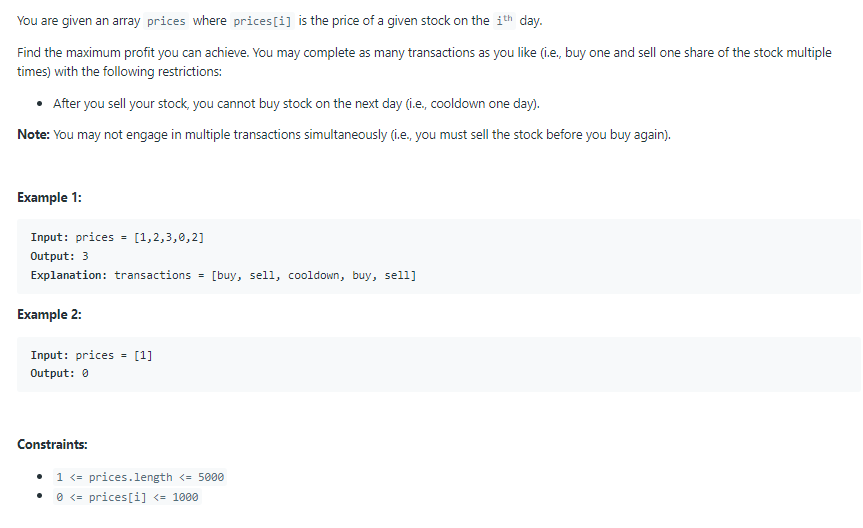 You are given an array prices where prices[i] is the price of a given stock on the ith day.
Find the maximum profit you can achieve. You may complete as many transactions as you like (i.e., buy one and sell one share of the stock multiple
times) with the following restrictions:
• After you sell your stock, you cannot buy stock on the next day (i.e., cooldown one day).
Note: You may not engage in multiple transactions simultaneously (i.e., you must sell the stock before you buy again).
Example 1:
Input: prices = [1,2,3,0,2]
Output: 3
Explanation: transactions = [buy, sell, cooldown, buy, sell]
Example 2:
Input: prices = [1]
Output: 0
Constraints:
• 1 <= prices.length <= 5000
• 0 <= prices[i] <= 1000